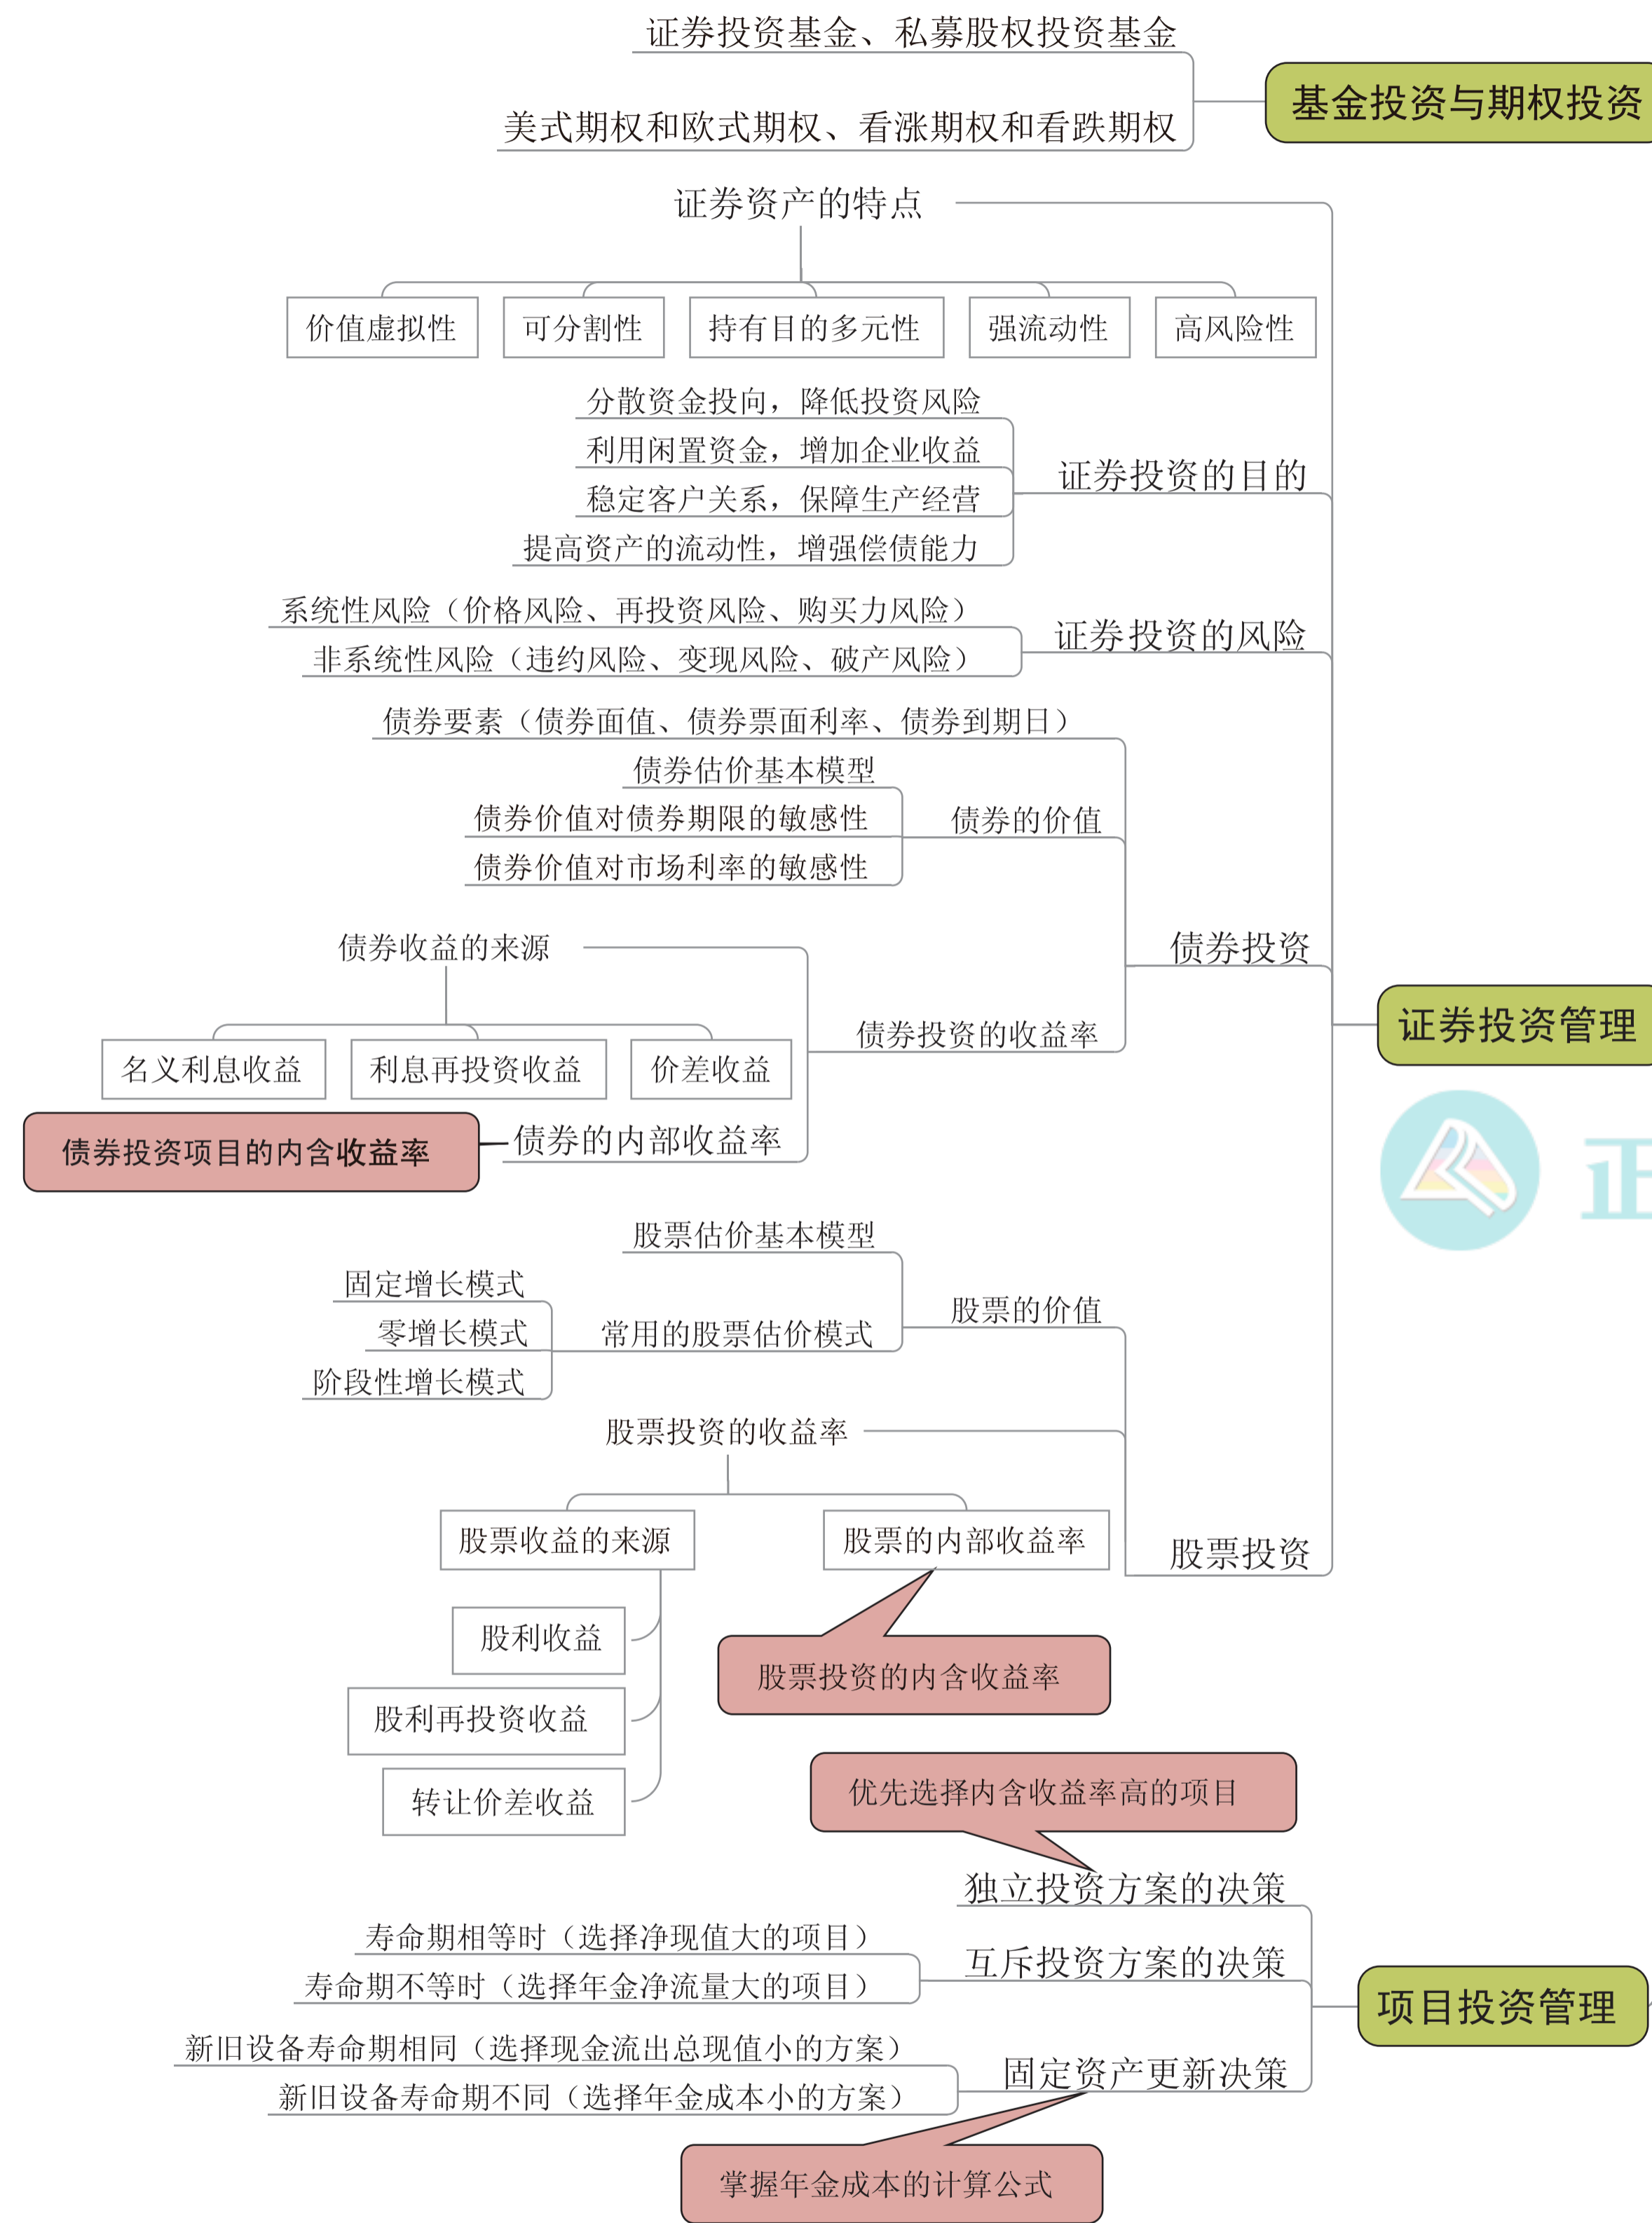 证券投资基金、私募股权投资基金
基金投资与期权投资
美式期权和欧式期权、看涨期权和看跌期权
证券资产的特点
价值虚拟性
可分割性
持有目的多元性
强流动性
高风险性
分散资金投向，降低投资风险
利用闲置资金，增加企业收益
证券投资的目的
稳定客户关系，保障生产经营
提高资产的流动性，增强偿债能力
系统性风险（价格风险、再投资风险、购买力风险）
证券投资的风险
非系统性风险（违约风险、变现风险、破产风险）
债券要素（债券面值、债券票面利率、债券到期日）
债券估价基本模型
债券价值对债券期限的敏感性
债券的价值
债券价值对市场利率的敏感性
债券收益的来源
债券投资
证券投资管理
债券投资的收益率
名义利息收益
利息再投资收益
价差收益
债券投资项目的内含收益率
债券的内部收益率
正
股票估价基本模型
固定增长模式
股票的价值
零增长模式
常用的股票估价模式
阶段性增长模式
股票投资的收益率
股票收益的来源
股票的内部收益率
股票投资
股利收益
股票投资的内含收益率
股利再投资收益
转让价差收益
优先选择内含收益率高的项目
独立投资方案的决策
寿命期相等时（选择净现值大的项目）
互斥投资方案的决策
寿命期不等时（选择年金净流量大的项目）
项目投资管理
新旧设备寿命期相同（选择现金流出总现值小的方案）
固定资产更新决策
新旧设备寿命期不同（选择年金成本小的方案）
掌握年金成本的计算公式